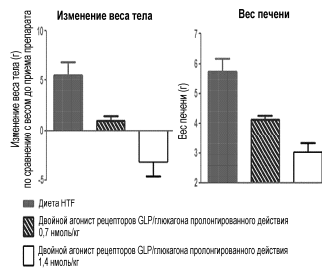 Изменение веса тела
Вес печени
Изменение веса тела (г)
по сравнению с весом до приема препарата
10
5
0
-5
Вес печени (г)
6
5
4
3
2
Диета HTF
Двойной агонист рецепторов GLP/глюкагона пролонгированного действия
0,7 нмоль/кг
Двойной агонист рецепторов GLP/глюкагона пролонгированного действия
1,4 нмоль/кг